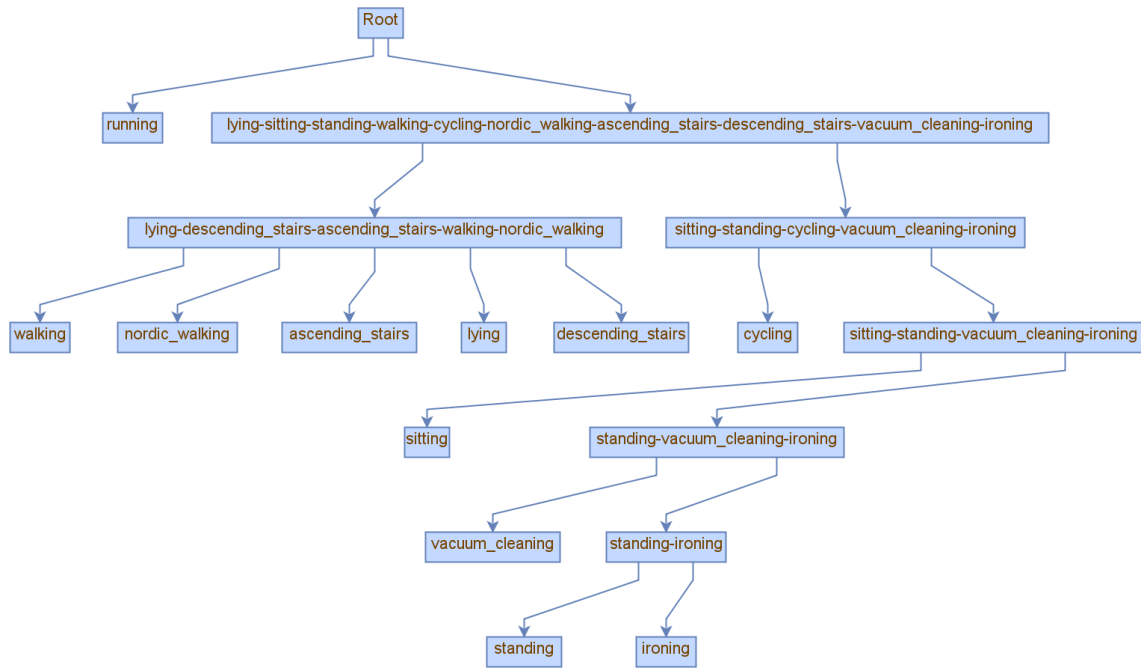 Root
running
lying-sitting-standing-walking-cycling-nordic_walking-ascending_stairs-descending_stairs-vacuum_cleaning-ironing
lying-descending_stairs-ascending_stairs-walking-nordic_walking
sitting-standing-cycling-vacuum_cleaning-ironing
walking
nordic_walking
ascending_stairs
lying
descending_stairs
cycling
sitting-standing-vacuum_cleaning-ironing
sitting
standing-vacuum_cleaning-ironing
vacuum_cleaning
standing-ironing
standing
ironing